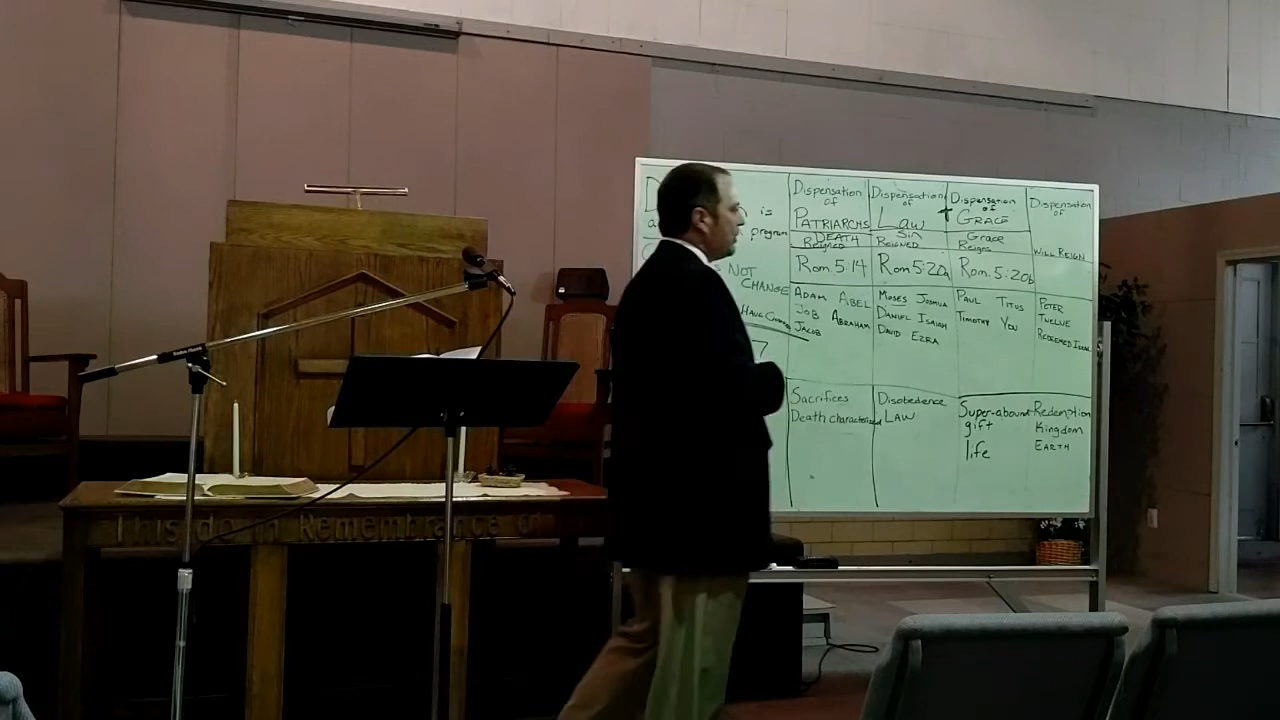 is
program
NOT
CHANGE
HAVE
7
Dispensation
of
PATRIARCHS
DEATH
Reigned
Rom 5:14
ADAM ABEL
JOB ABRAHAM
JACOB
Sacrifices
Death characterized
Dispensation
of
LAW
SIN
REIGNED
Rom 5:20a
MOSES JOSHUA
DANIEL ISAIAH
DAVID EZRA
Disobedence
LAW
Dispensation
of
GRACE
Grace
Reigns
Rom. 5:20b
PAUL TITUS
TIMOTHY YOU
Super-abound
gift
life
Dispensation
of
WILL REIGN
PETER
TWELVE
REDEEMED ISRAEL
Redemption
Kingdom
EARTH
This do in Remembrance of